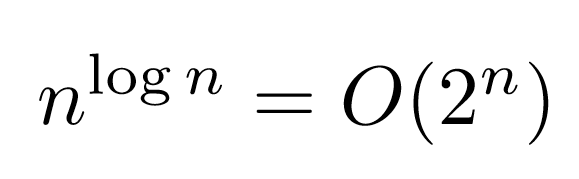 n^{\log n} = O(2^n)